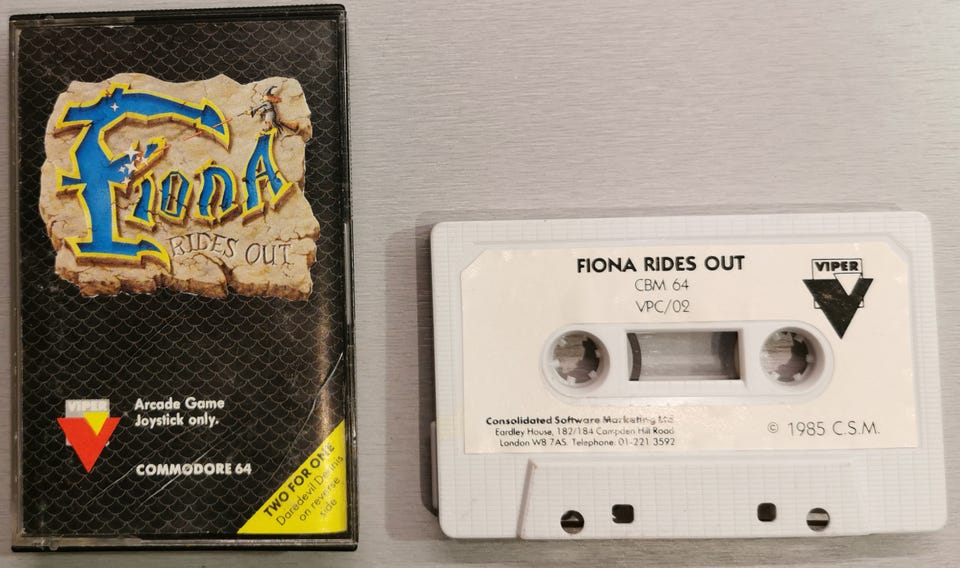 Fiona
RIDES OUT
VIPER
Arcade Game
Joystick only.
COMMODORE 64
TWO FOR ONE
Daredevil Dennis
on reverse
side
FIONA RIDES OUT
CBM 64
VPC/02
VIPER
Consolidated Software Marketing Ltd
Eardley House, 182/184 Campden Hill Road
London W8 7AS. Telephone: 01-221 3592
© 1985 C.S.M.